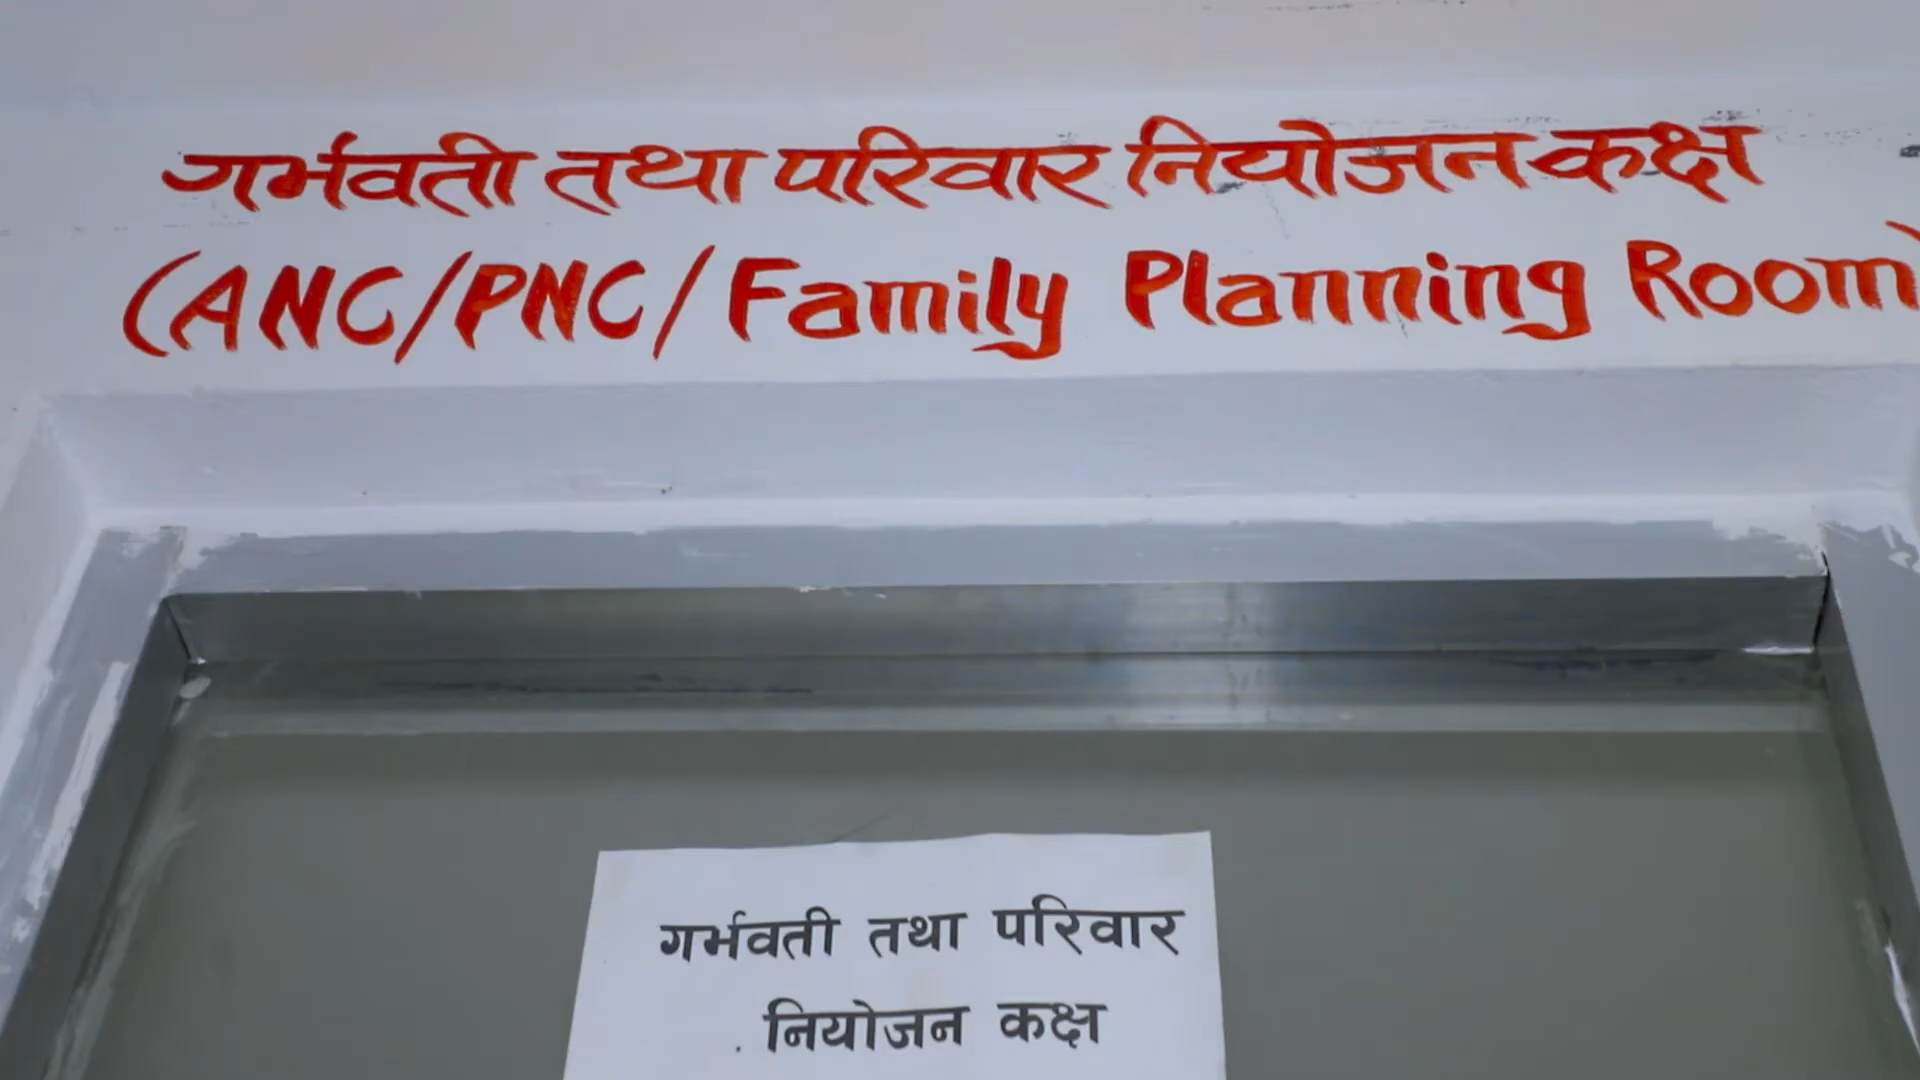 गर्भवती तथा परिवार नियोजन कक्ष
(ANC/PNC/Family Planning Room)
गर्भवती तथा परिवार
नियोजन कक्ष